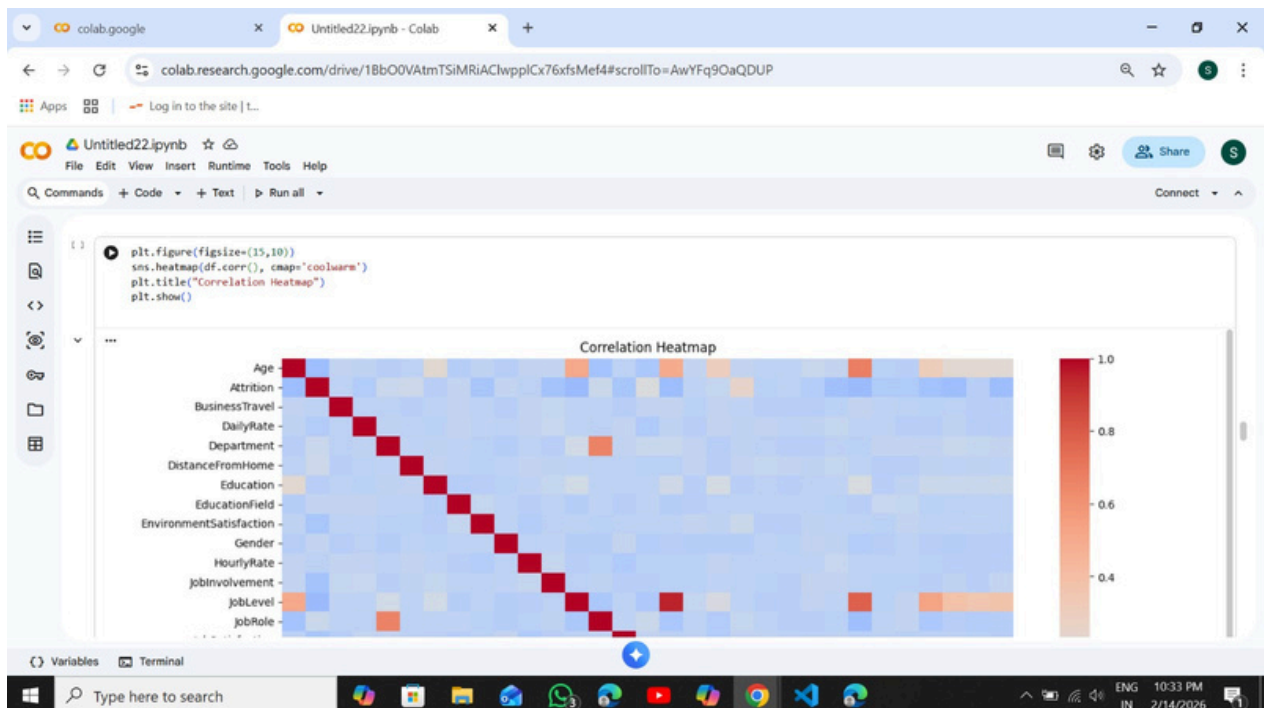 colab.google
Untitled22.ipynb - Colab
colab.research.google.com/drive/1BbO0VAtmTSiMRiAClwpplCx76xfsMef4#scrollTo=AwYFq9OaQDUP
S
Apps
Log in to the site | t...
Untitled22.ipynb
File Edit View Insert Runtime Tools Help
Share
S
Commands + Code + Text Run all
Connect
[ ]
plt.figure(figsize=(15,10))
sns.heatmap(df.corr(), cmap='coolwarm')
plt.title("Correlation Heatmap")
plt.show()
Correlation Heatmap
Age
Attrition
BusinessTravel
DailyRate
Department
DistanceFromHome
Education
EducationField
EnvironmentSatisfaction
Gender
HourlyRate
JobInvolvement
JobLevel
JobRole
1.0
0.8
0.6
0.4
Variables Terminal
Type here to search
3
ENG
IN
10:33 PM
2/14/2026
1